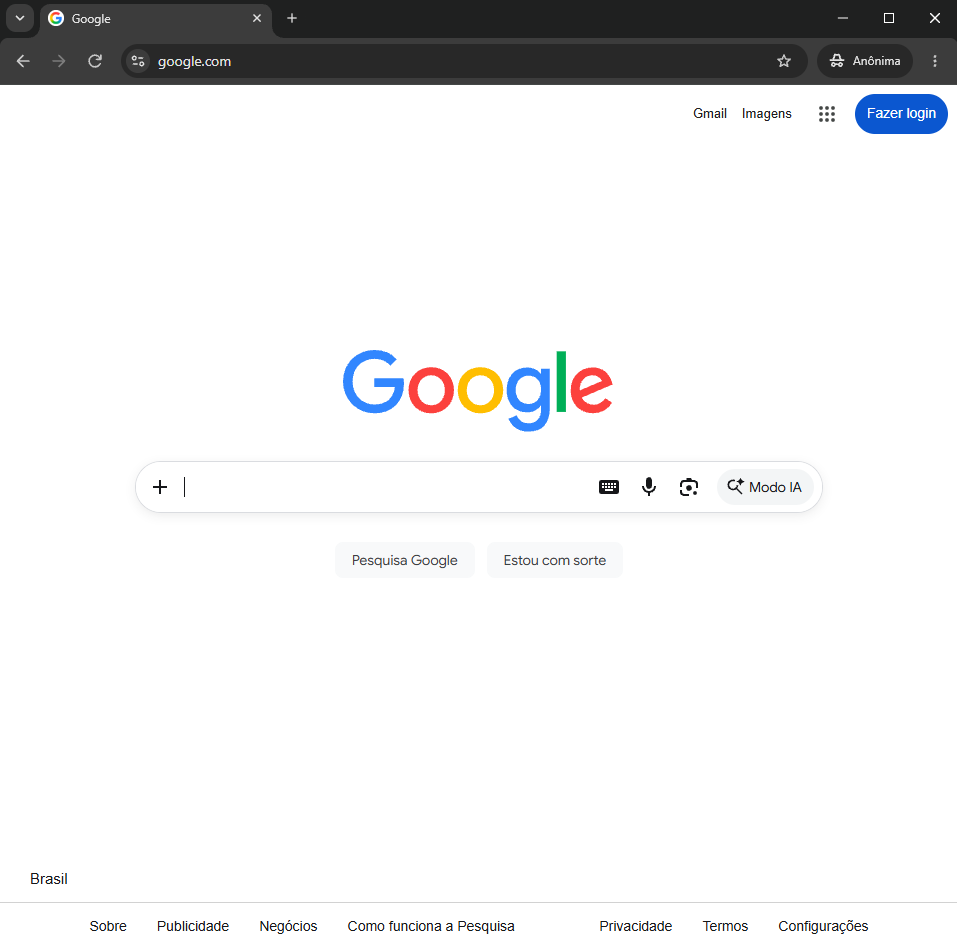 Google
google.com
Anônima
Gmail Imagens Fazer login
Google
Modo IA
Pesquisa Google Estou com sorte
Brasil
Sobre Publicidade Negócios Como funciona a Pesquisa Privacidade Termos Configurações